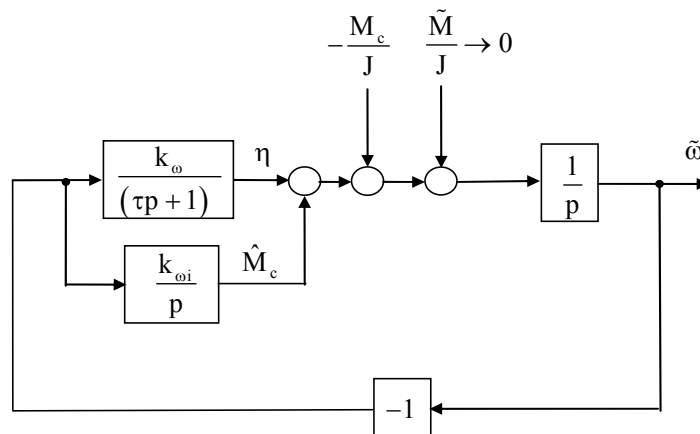 -M_c/J
M̃/J → 0
k_ω/(τp + 1)
η
1/p
ω̃
k_ωi/p
M̂_c
-1